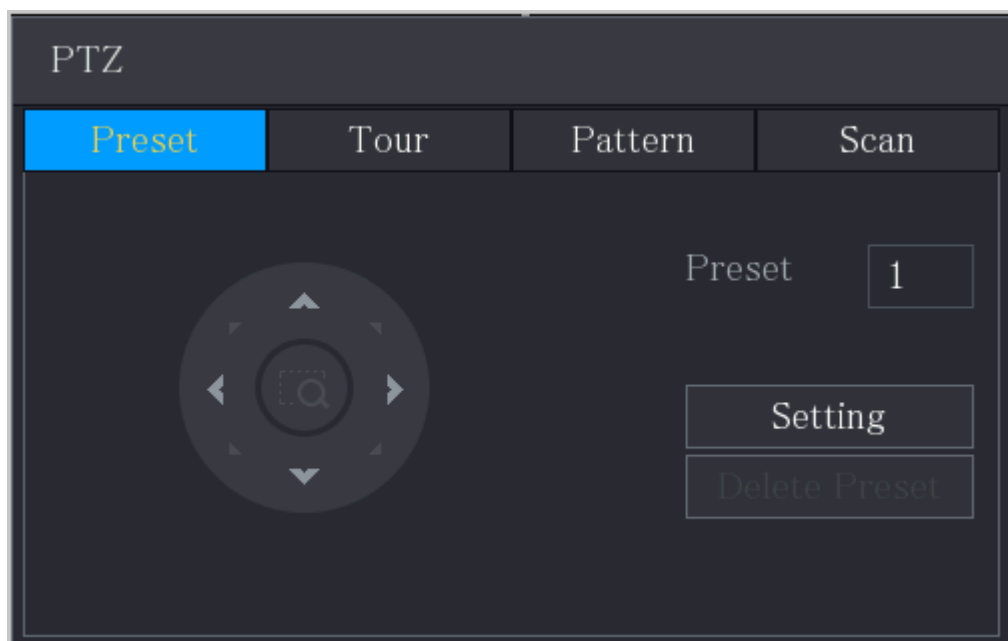 PTZ
Preset Tour Pattern Scan
Preset 1
Setting
Delete Preset